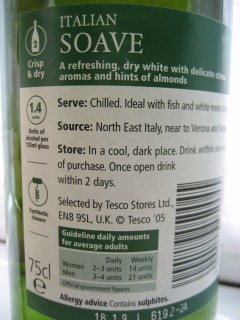 ITALIAN
SOAVE
2
Crisp
& dry
A refreshing, dry white with delicate citrus
aromas and hints of almonds
1.4
units
Units of alcohol per
125ml glass
Serve: Chilled. Ideal with fish and white meat
Source: North East Italy, near to Verona and
Store: In a cool, dark place. Drink within one
of purchase. Once open drink
within 2 days.
Synthetic
closure
Selected by Tesco Stores Ltd.,
EN8 9SL, U.K. © Tesco '05
Guideline daily amounts
for average adults
Daily Weekly
Men 2–3 units 14 units
Women 3–4 units 21 units
Official government figures
75cl
Allergy advice Contains sulphites.